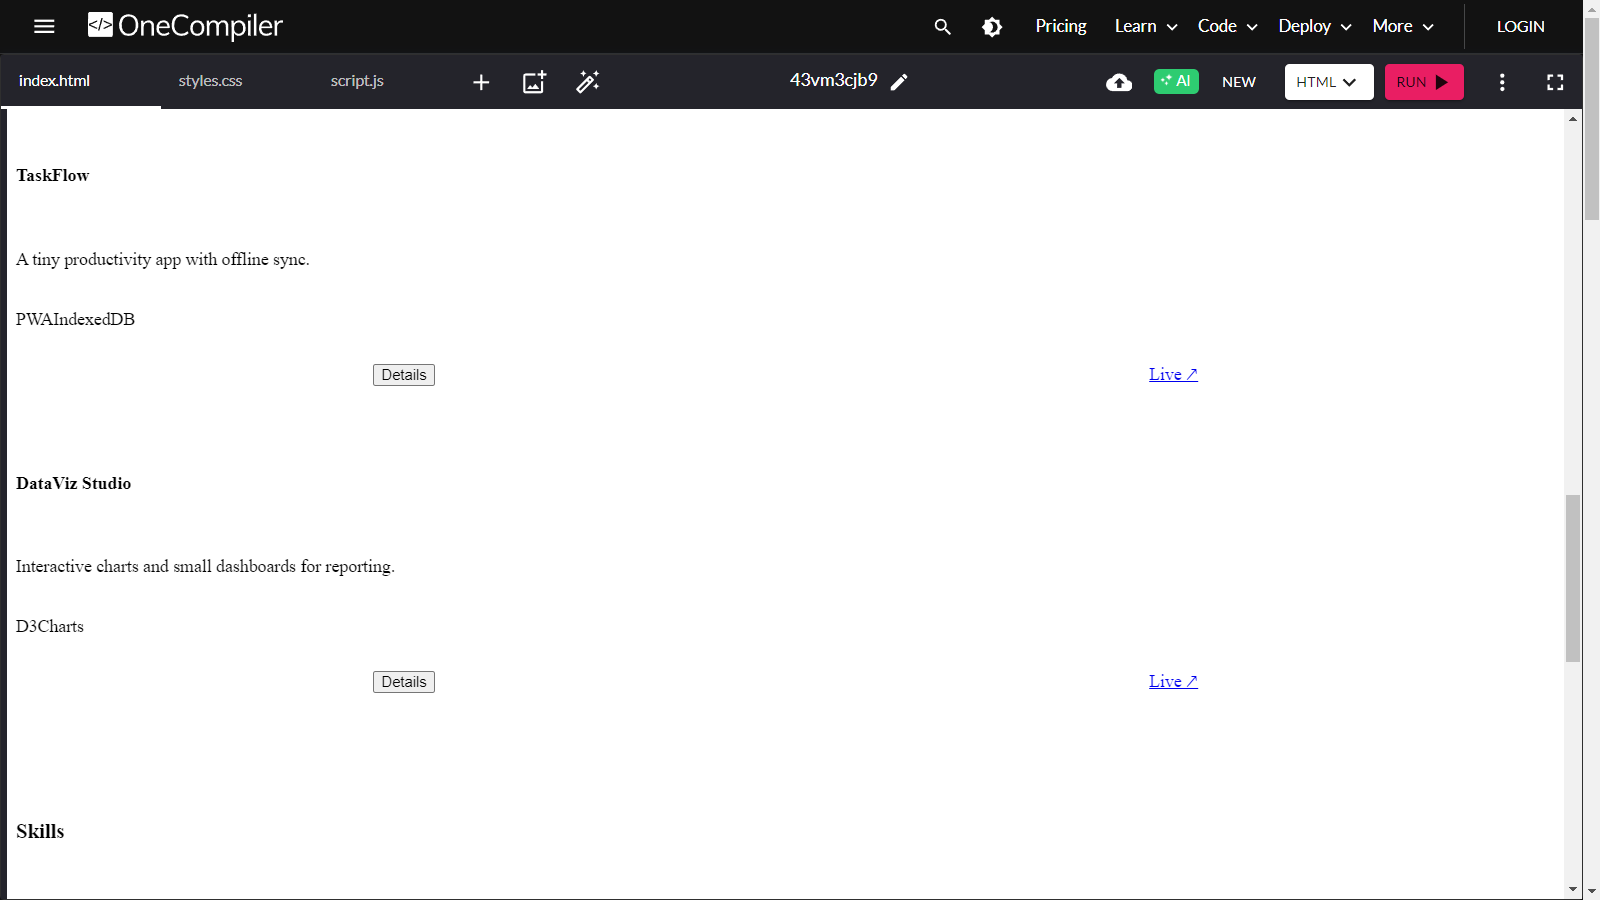 </> OneCompiler Pricing Learn Code Deploy More LOGIN
index.html styles.css script.js 43vm3cjb9 AI NEW HTML RUN
TaskFlow
A tiny productivity app with offline sync.
PWAIndexedDB
Details Live ↗
DataViz Studio
Interactive charts and small dashboards for reporting.
D3Charts
Details Live ↗
Skills